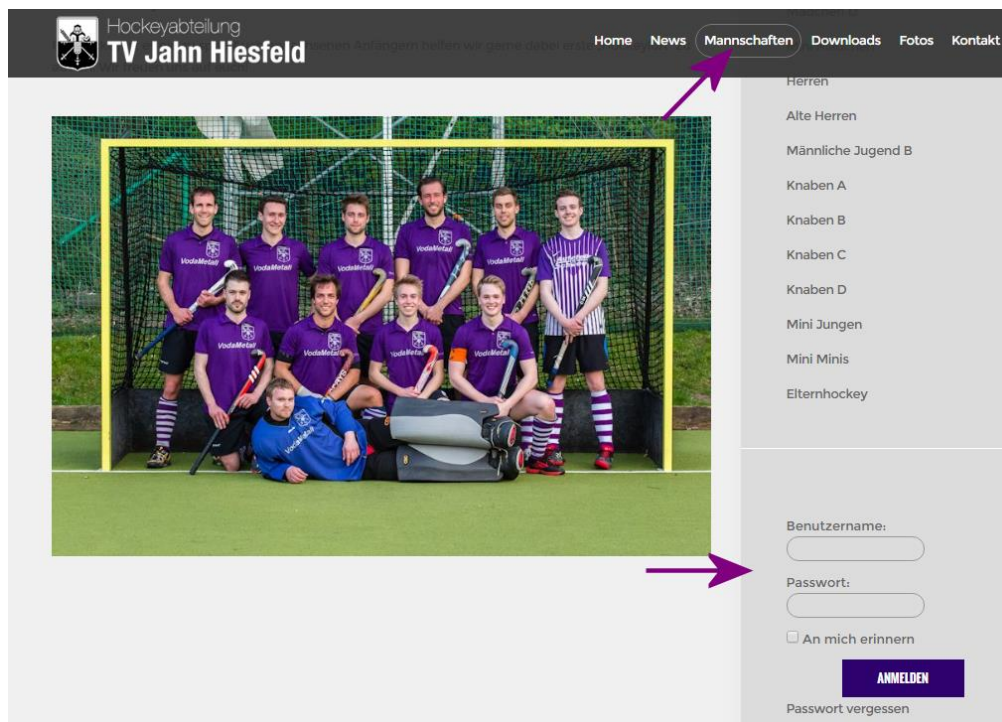 Hockeyabteilung
TV Jahn Hiesfeld
Home News Mannschaften Downloads Fotos Kontakt
Herren
Alte Herren
Männliche Jugend B
Knaben A
Knaben B
Knaben C
Knaben D
Mini Jungen
Mini Minis
Elternhockey
VodaMetall
VodaMetall
VodaMetall
VodaMetall
VodaMetall
VodaMetall
VodaMetall
VodaMetall
VodaMetall
VodaMetall
Benutzername:
Passwort:
An mich erinnern
ANMELDEN
Passwort vergessen